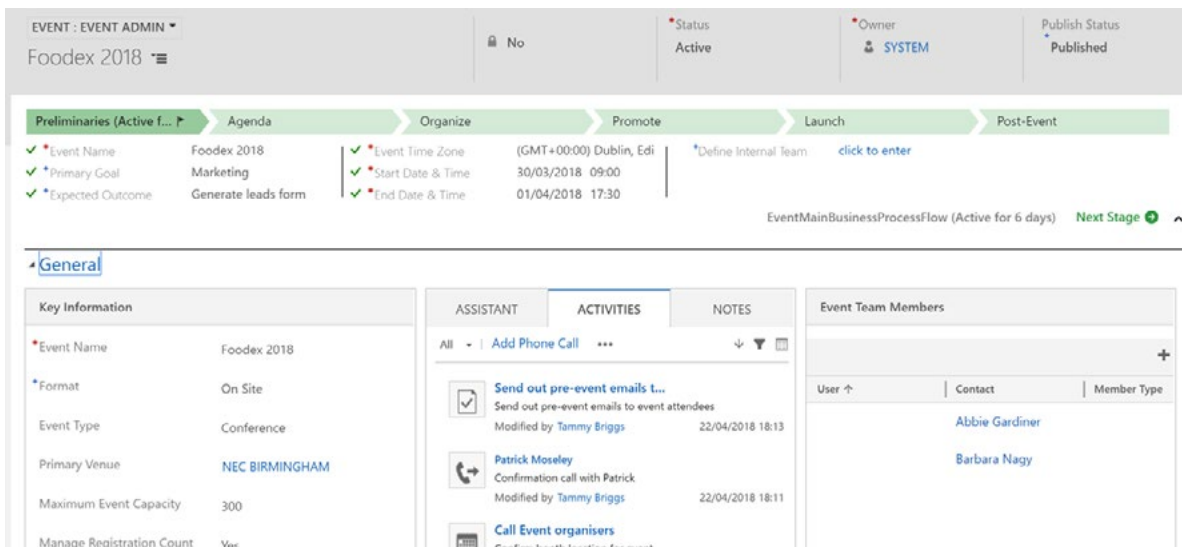 EVENT : EVENT ADMIN
Foodex 2018
No
*Status
Active
*Owner
SYSTEM
Publish Status
*Published
Preliminaries (Active f...
Agenda
Organize
Promote
Launch
Post-Event
*Event Name Foodex 2018
*Primary Goal Marketing
*Expected Outcome Generate leads form
*Event Time Zone (GMT+00:00) Dublin, Edi
*Start Date & Time 30/03/2018 09:00
*End Date & Time 01/04/2018 17:30
*Define Internal Team click to enter
EventMainBusinessProcessFlow (Active for 6 days) Next Stage
General
Key Information
*Event Name Foodex 2018
*Format On Site
Event Type Conference
Primary Venue NEC BIRMINGHAM
Maximum Event Capacity 300
Manage Registration Count Yes
ASSISTANT ACTIVITIES NOTES
All Add Phone Call ...
Send out pre-event emails t...
Send out pre-event emails to event attendees
Modified by Tammy Briggs 22/04/2018 18:13
Patrick Moseley
Confirmation call with Patrick
Modified by Tammy Briggs 22/04/2018 18:11
Call Event organisers
Event Team Members
+
User Contact Member Type
Abbie Gardiner
Barbara Nagy